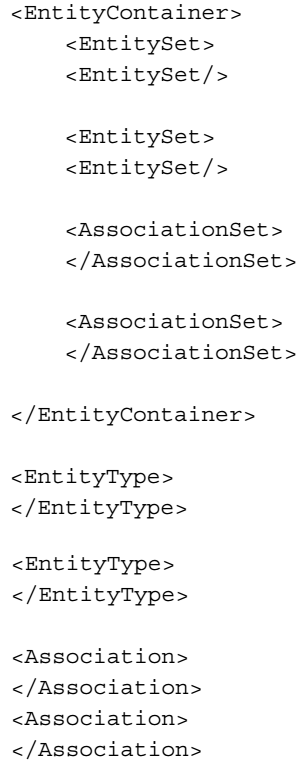 <EntityContainer>
    <EntitySet>
    <EntitySet/>

    <EntitySet>
    <EntitySet/>

    <AssociationSet>
    </AssociationSet>

    <AssociationSet>
    </AssociationSet>

</EntityContainer>

<EntityType>
</EntityType>

<EntityType>
</EntityType>

<Association>
</Association>
<Association>
</Association>